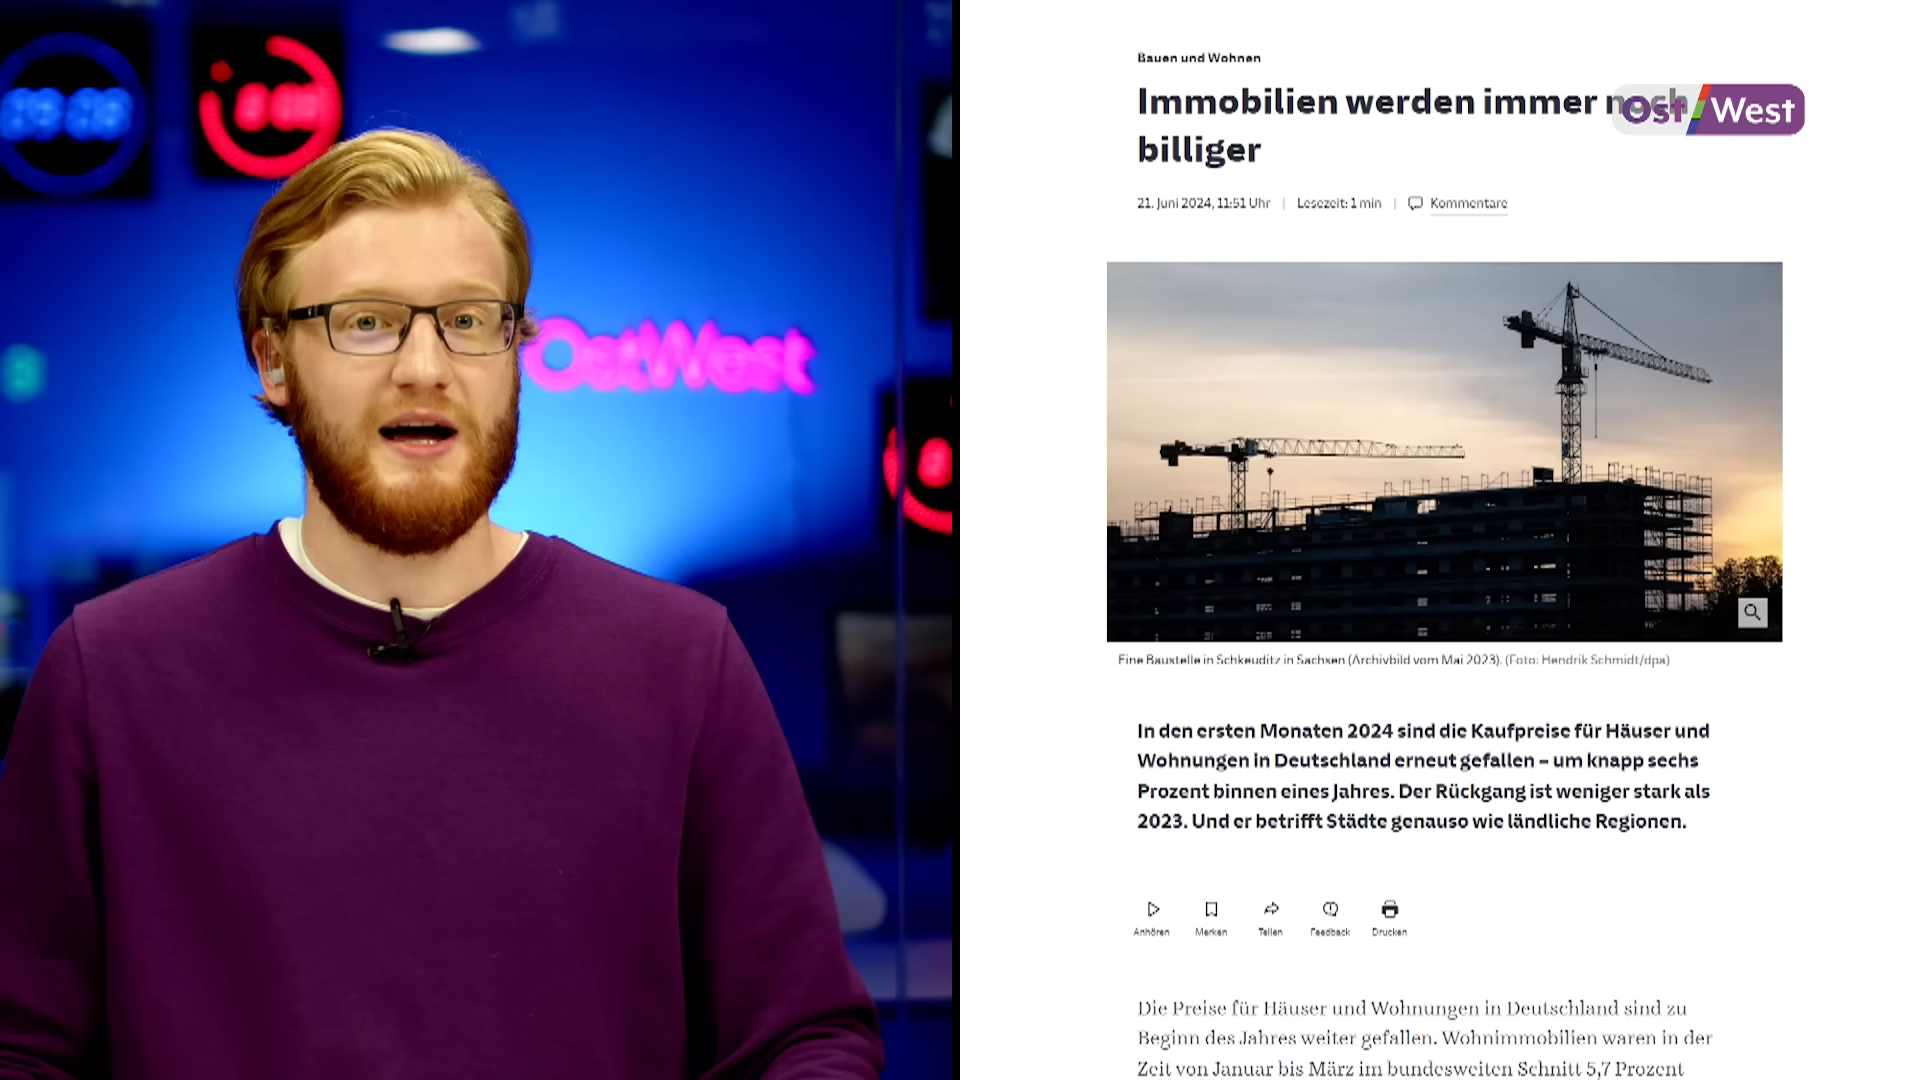 OstWest
Bauen und Wohnen
Immobilien werden immer noch
billiger
Ost/West
21. Juni 2024, 11:51 Uhr | Lesezeit: 1 min | Kommentare
Eine Baustelle in Schkeuditz in Sachsen (Archivbild vom Mai 2023). (Foto: Hendrik Schmidt/dpa)
In den ersten Monaten 2024 sind die Kaufpreise für Häuser und
Wohnungen in Deutschland erneut gefallen – um knapp sechs
Prozent binnen eines Jahres. Der Rückgang ist weniger stark als
2023. Und er betrifft Städte genauso wie ländliche Regionen.
Anhören Merken Teilen Feedback Drucken
Die Preise für Häuser und Wohnungen in Deutschland sind zu
Beginn des Jahres weiter gefallen. Wohnimmobilien waren in der
Zeit von Januar bis März im bundesweiten Schnitt 5,7 Prozent